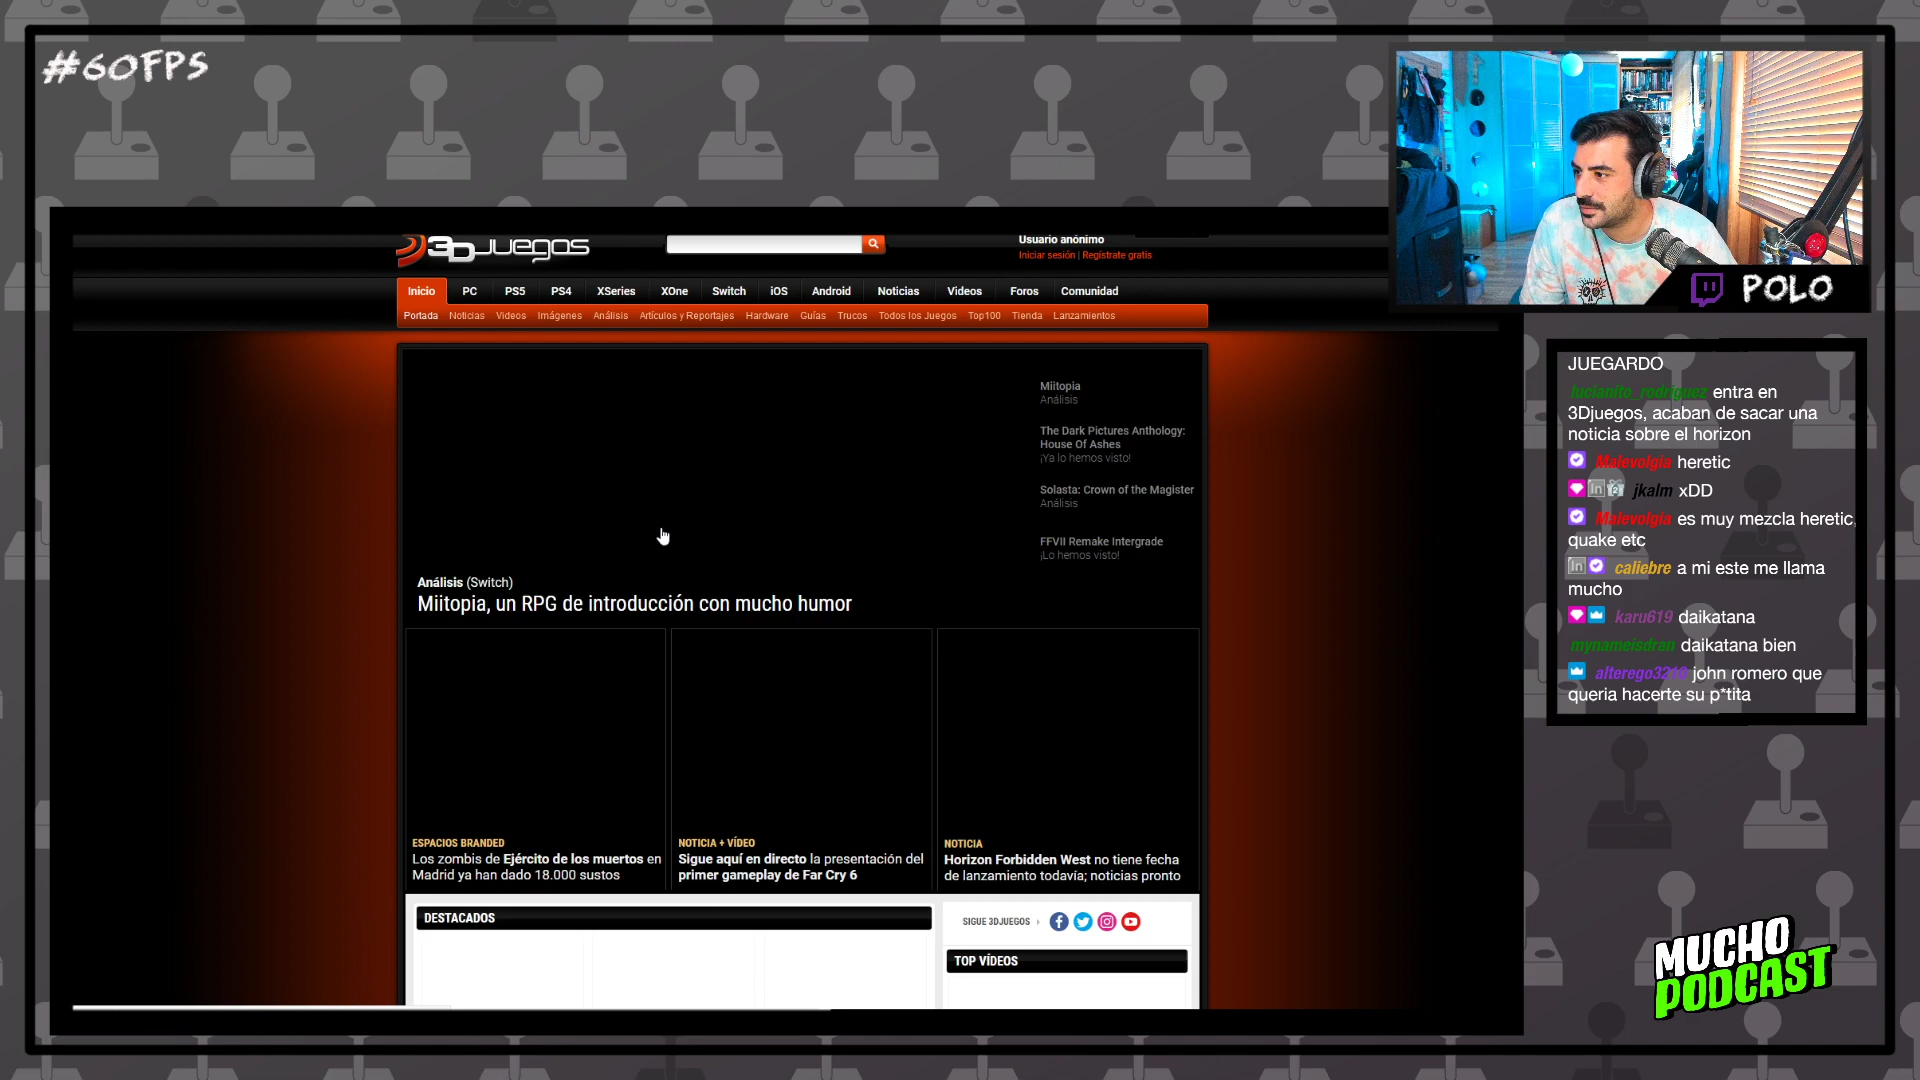 #60FPS
3DJUEGOS
Usuario anónimo
Iniciar sesión | Regístrate gratis
Inicio PC PS5 PS4 XSeries XOne Switch iOS Android Noticias Videos Foros Comunidad
Portada Noticias Videos Imágenes Análisis Artículos y Reportajes Hardware Guías Trucos Todos los Juegos Top100 Tienda Lanzamientos
Miitopia
Análisis
The Dark Pictures Anthology:
House Of Ashes
¡Ya lo hemos visto!
Solasta: Crown of the Magister
Análisis
FFVII Remake Intergrade
¡Lo hemos visto!
Análisis (Switch)
Miitopia, un RPG de introducción con mucho humor
ESPACIOS BRANDED
Los zombis de Ejército de los muertos en
Madrid ya han dado 18.000 sustos
NOTICIA + VÍDEO
Sigue aquí en directo la presentación del
primer gameplay de Far Cry 6
NOTICIA
Horizon Forbidden West no tiene fecha
de lanzamiento todavía; noticias pronto
DESTACADOS
SIGUE 3DJUEGOS
TOP VÍDEOS
POLO
JUEGARDO
lucianito_rodriguez entra en
3Djuegos, acaban de sacar una
noticia sobre el horizon
Malevolgia heretic
jkalm xDD
Malevolgia es muy mezcla heretic,
quake etc
caliebre a mi este me llama
mucho
karu619 daikatana
mynameisdran daikatana bien
john romero que
queria hacerte su p*tita
MUCHO
PODCAST